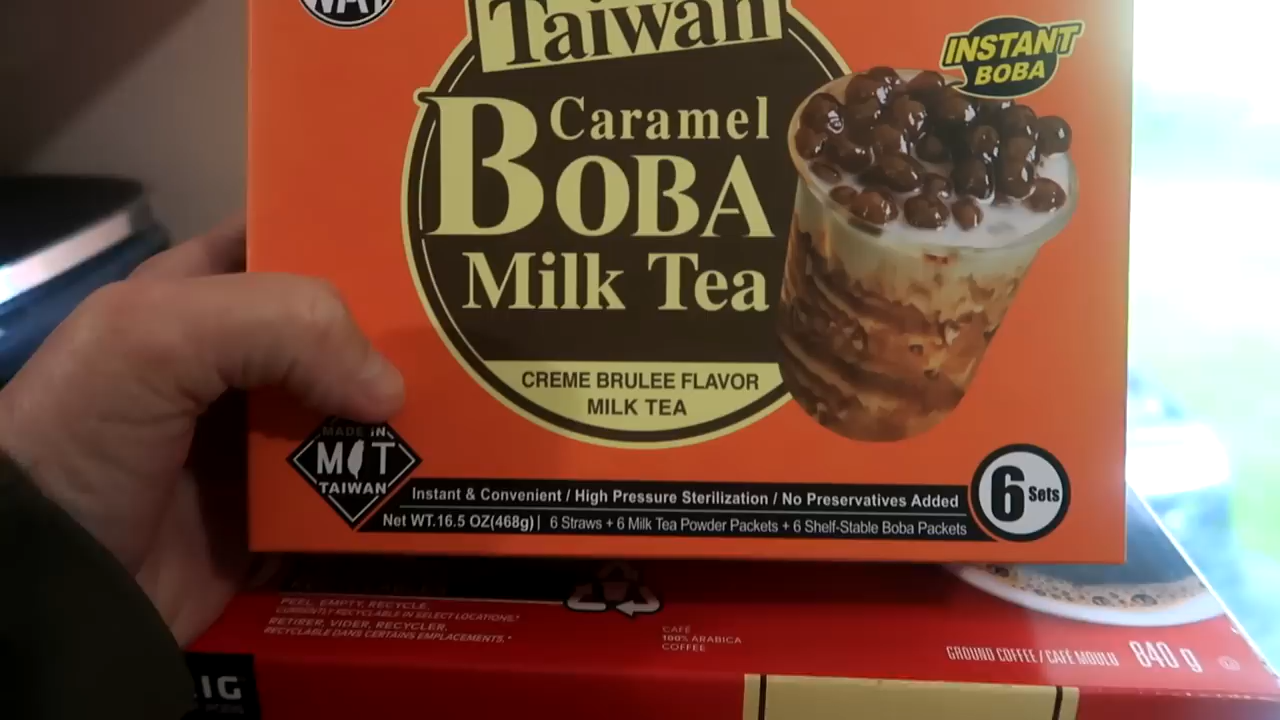 Taiwan
INSTANT
BOBA
Caramel
BOBA
Milk Tea
CREME BRULEE FLAVOR
MILK TEA
MADE IN
MIT
TAIWAN
Instant & Convenient / High Pressure Sterilization / No Preservatives Added
Net WT.16.5 OZ(468g) | 6 Straws + 6 Milk Tea Powder Packets + 6 Shelf-Stable Boba Packets
6 Sets
PEEL, EMPTY, RECYCLE.
CURRENTLY RECYCLABLE IN SELECT LOCATIONS.*
RETIRER, VIDER, RECYCLER.
RECYCLABLE DANS CERTAINS EMPLACEMENTS.*
CAFÉ
100% ARABICA
COFFEE
GROUND COFFEE / CAFÉ MOULU 840 g
IG